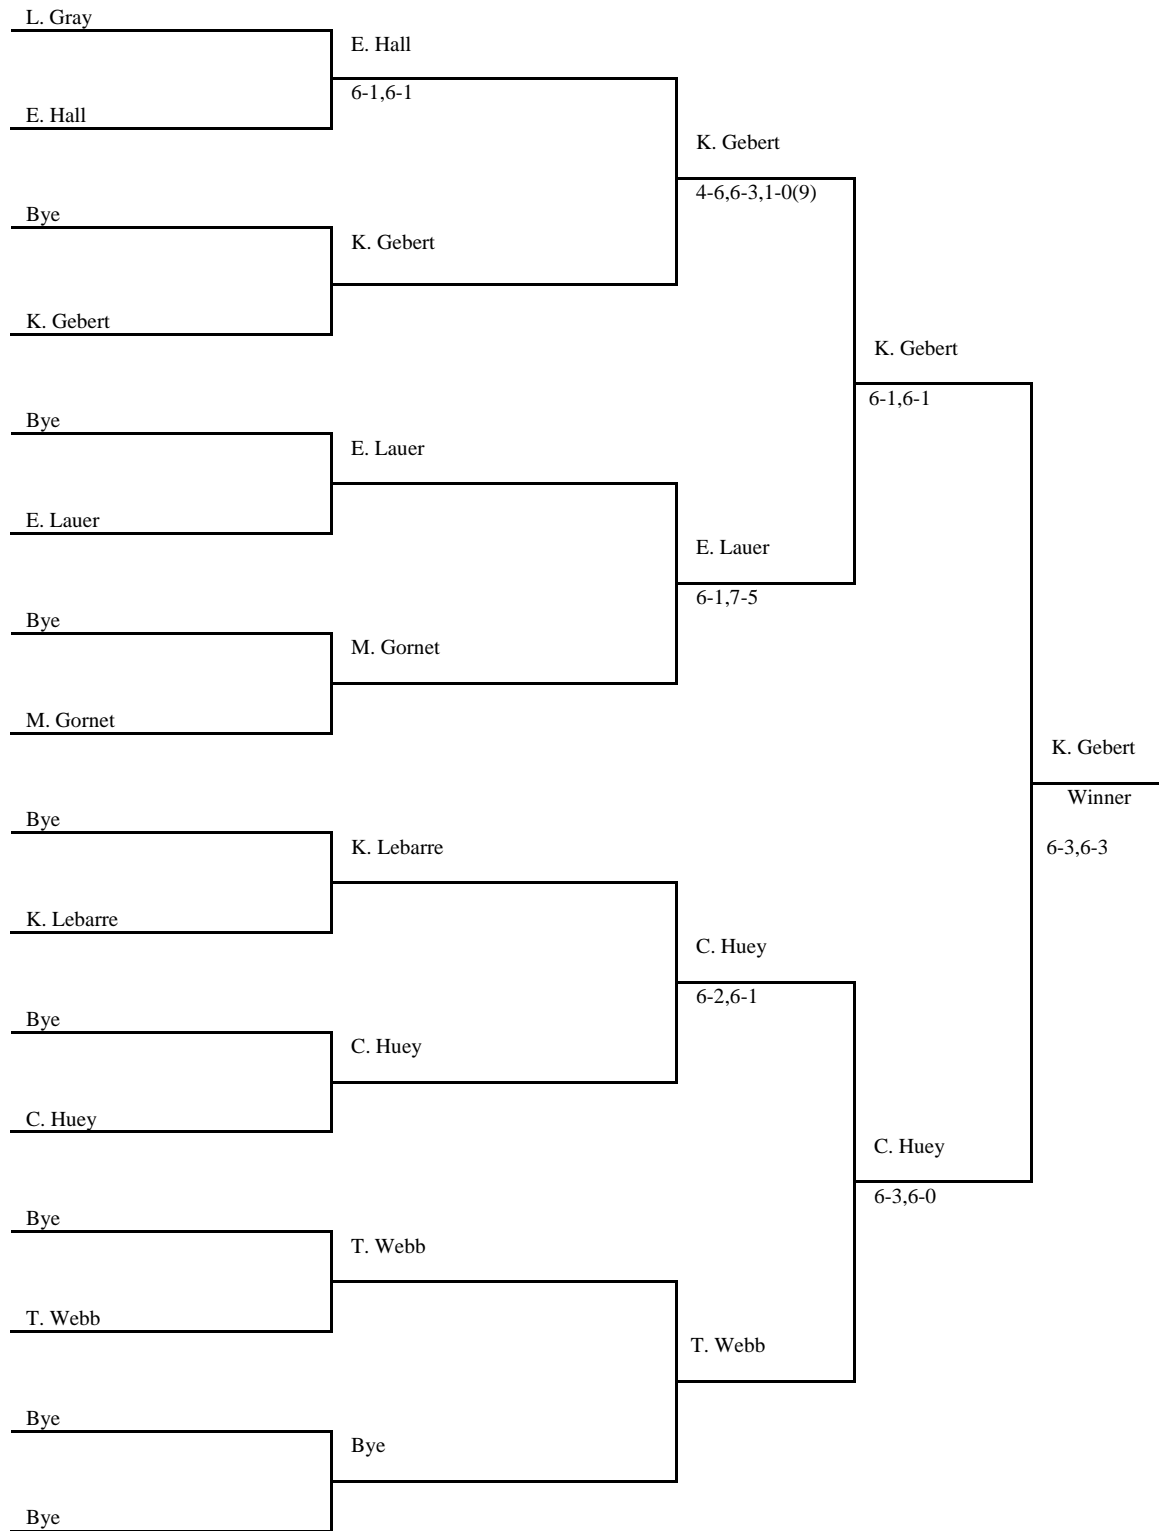 L. Gray
E. Hall
6-1,6-1
E. Hall
K. Gebert
4-6,6-3,1-0(9)
Bye
K. Gebert
K. Gebert
K. Gebert
6-1,6-1
Bye
E. Lauer
E. Lauer
E. Lauer
6-1,7-5
Bye
M. Gornet
M. Gornet
K. Gebert
Winner
6-3,6-3
Bye
K. Lebarre
K. Lebarre
C. Huey
6-2,6-1
Bye
C. Huey
C. Huey
C. Huey
6-3,6-0
Bye
T. Webb
T. Webb
T. Webb
Bye
Bye
Bye